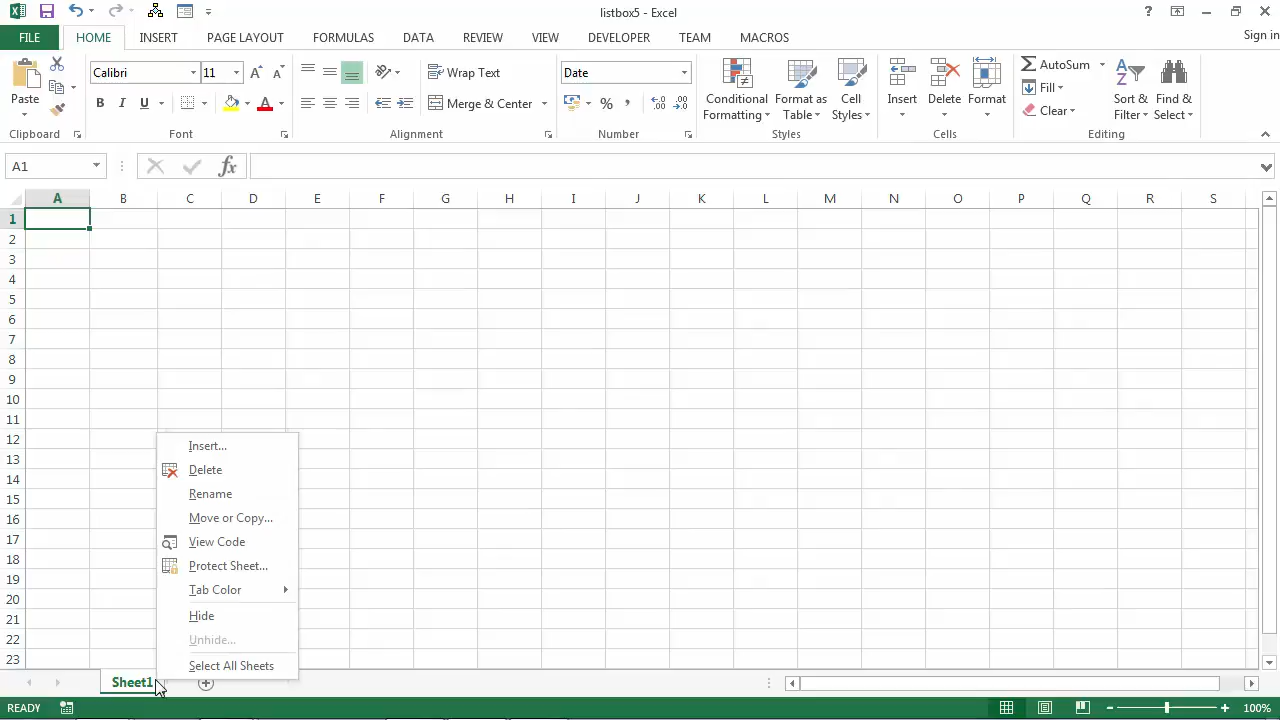 listbox5 - Excel
?
Sign in
FILE HOME INSERT PAGE LAYOUT FORMULAS DATA REVIEW VIEW DEVELOPER TEAM MACROS
Paste
Clipboard
Calibri 11
B I U
Font
Wrap Text
Merge & Center
Alignment
Date
% ,
Number
Conditional Formatting
Format as Table
Cell Styles
Styles
Insert Delete Format
Cells
AutoSum
Fill
Clear
Sort & Filter
Find & Select
Editing
A1
fx
A B C D E F G H I J K L M N O P Q R S
1
2
3
4
5
6
7
8
9
10
11
12
13
14
15
16
17
18
19
20
21
22
23
Insert...
Delete
Rename
Move or Copy...
View Code
Protect Sheet...
Tab Color
Hide
Unhide...
Select All Sheets
Sheet1
READY
100%